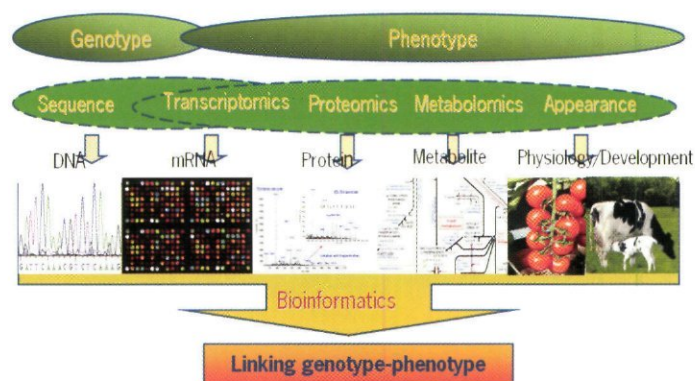 Genotype Phenotype
Sequence Transcriptomics Proteomics Metabolomics Appearance
DNA mRNA Protein Metabolite Physiology/Development
Bioinformatics
Linking genotype-phenotype